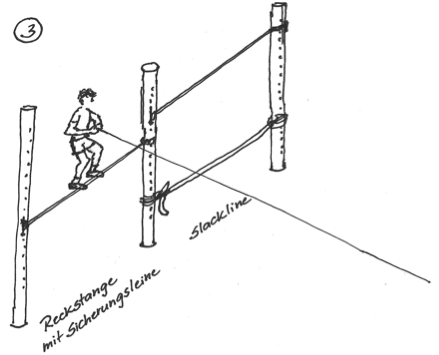 3
Slackline
Reckstange
mit Sicherungsleine